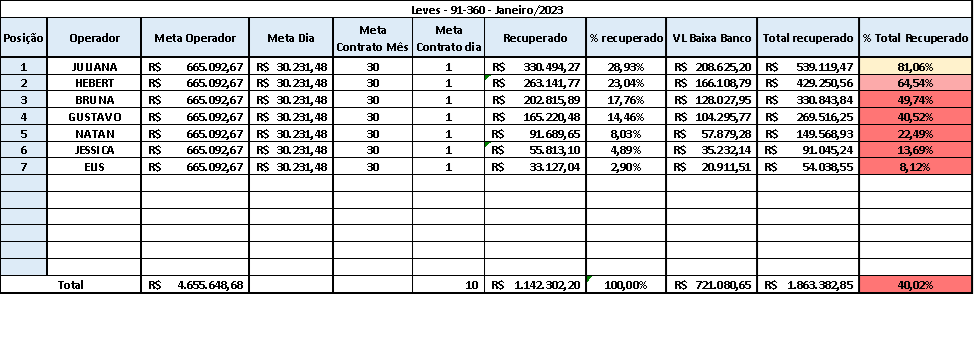 Leves - 91-360 - Janeiro/2023
Posição Operador Meta Operador Meta Dia Meta Contrato Mês Meta Contrato dia Recuperado % recuperado VL Baixa Banco Total recuperado % Total Recuperado
1 JULIANA R$ 665.092,67 R$ 30.231,48 30 1 R$ 330.494,27 28,93% R$ 208.625,20 R$ 539.119,47 81,06%
2 HEBERT R$ 665.092,67 R$ 30.231,48 30 1 R$ 263.141,77 23,04% R$ 166.108,79 R$ 429.250,56 64,54%
3 BRUNA R$ 665.092,67 R$ 30.231,48 30 1 R$ 202.815,89 17,76% R$ 128.027,95 R$ 330.843,84 49,74%
4 GUSTAVO R$ 665.092,67 R$ 30.231,48 30 1 R$ 165.220,48 14,46% R$ 104.295,77 R$ 269.516,25 40,52%
5 NATAN R$ 665.092,67 R$ 30.231,48 30 1 R$ 91.689,65 8,03% R$ 57.879,28 R$ 149.568,93 22,49%
6 JESSICA R$ 665.092,67 R$ 30.231,48 30 1 R$ 55.813,10 4,89% R$ 35.232,14 R$ 91.045,24 13,69%
7 ELIS R$ 665.092,67 R$ 30.231,48 30 1 R$ 33.127,04 2,90% R$ 20.911,51 R$ 54.038,55 8,12%
Total R$ 4.655.648,68 10 R$ 1.142.302,20 100,00% R$ 721.080,65 R$ 1.863.382,85 40,02%